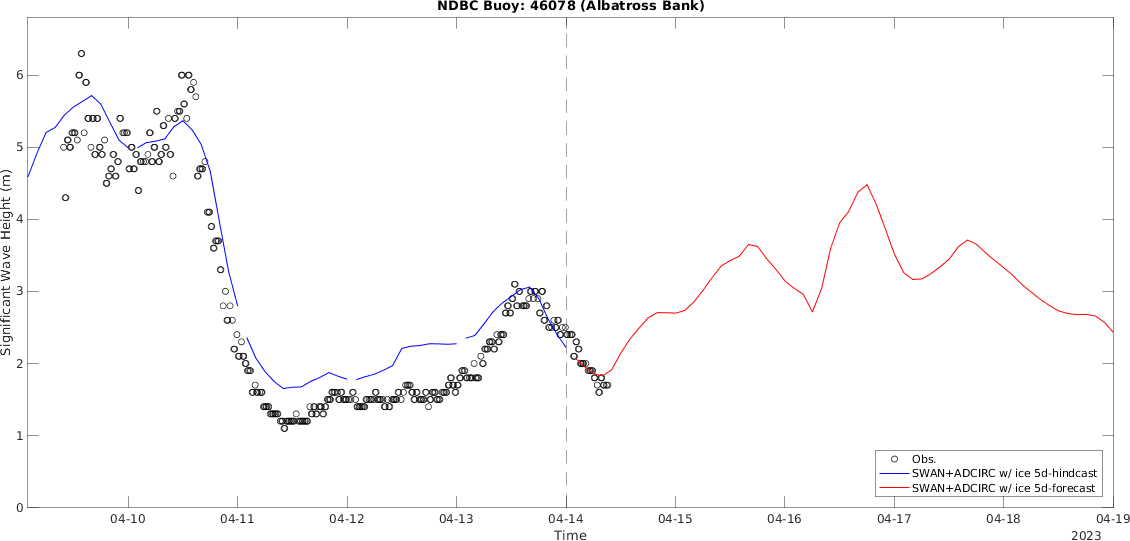 NDBC Buoy: 46078 (Albatross Bank)
Significant Wave Height (m)
6
5
4
3
2
1
0
Obs.
SWAN+ADCIRC w/ ice 5d-hindcast
SWAN+ADCIRC w/ ice 5d-forecast
04-10 04-11 04-12 04-13 04-14 04-15 04-16 04-17 04-18 04-19
Time
2023